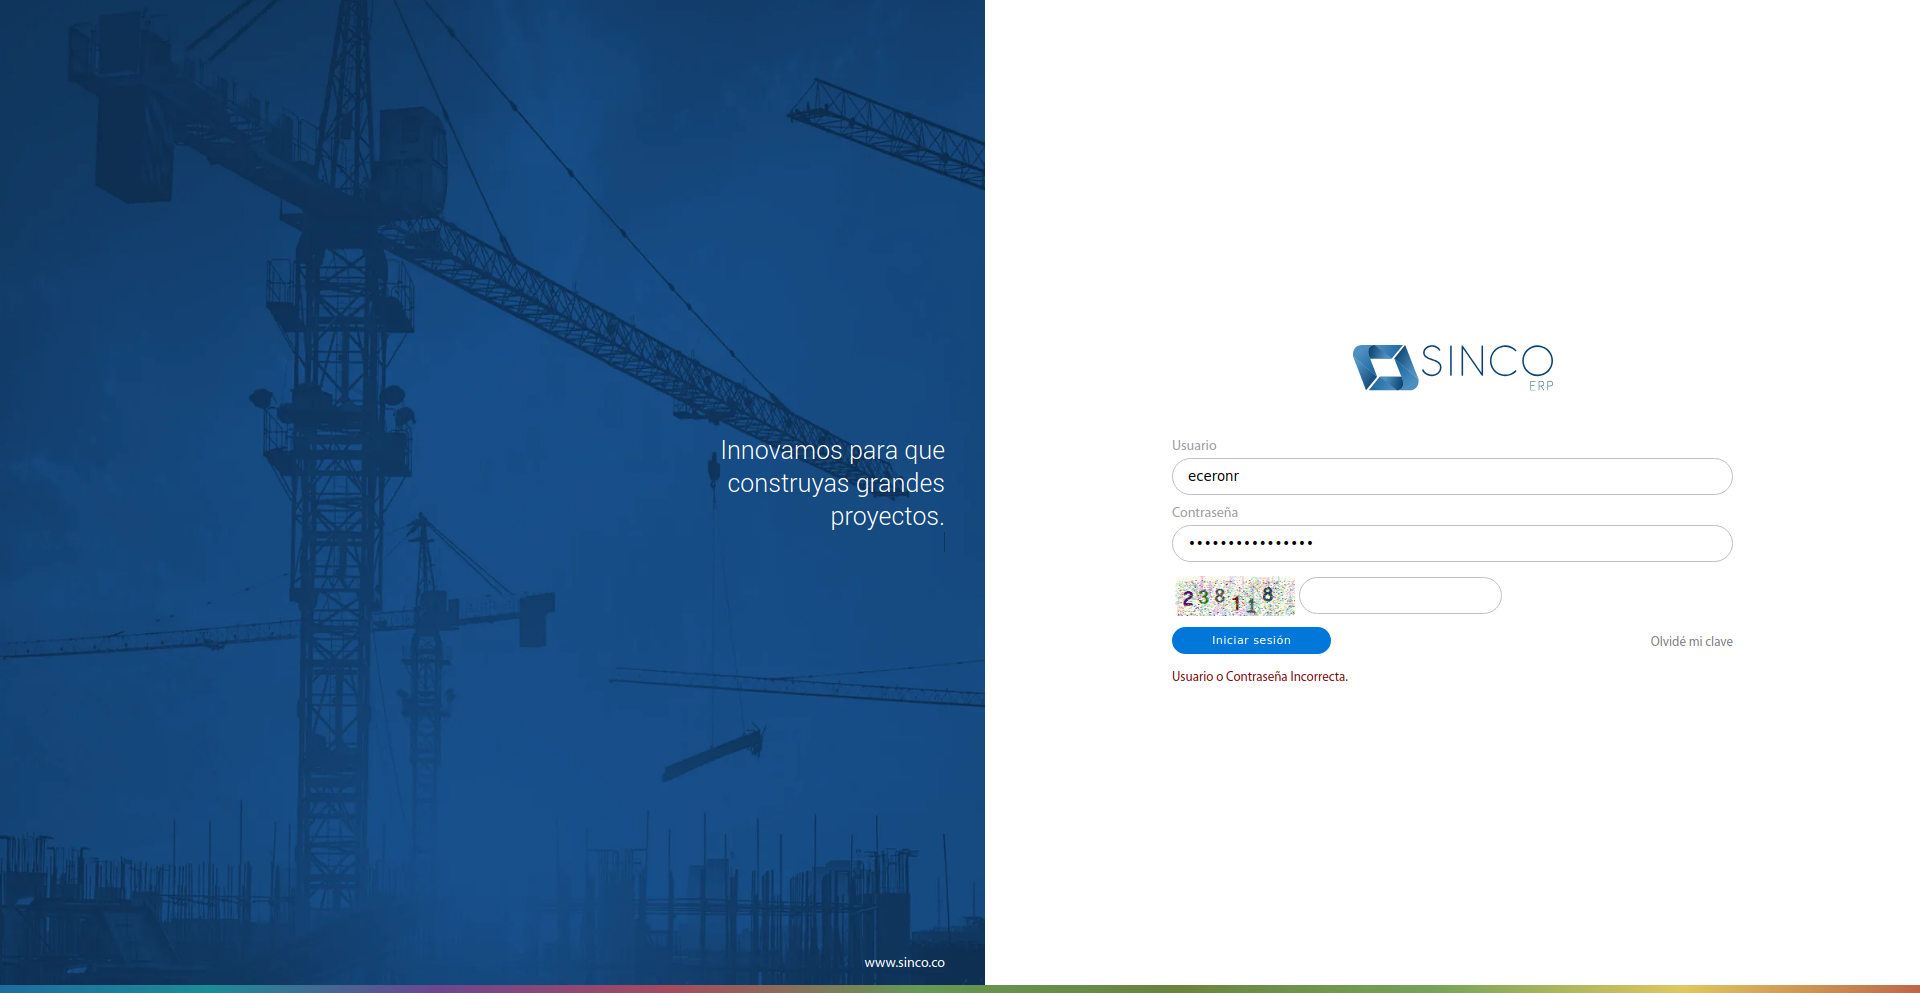 Innovamos para que
construyas grandes
proyectos.
www.sinco.co
SINCO
ERP
Usuario
eceronr
Contraseña
••••••••••••••••
238118
Iniciar sesión
Olvidé mi clave
Usuario o Contraseña Incorrecta.